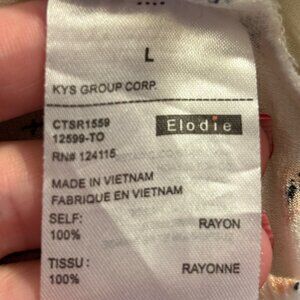 L
KYS GROUP CORP.
CTSR1559
12599-TO
Elodie
RN# 124115
MADE IN VIETNAM
FABRIQUE EN VIETNAM
SELF: RAYON
100%
TISSU: RAYONNE
100%